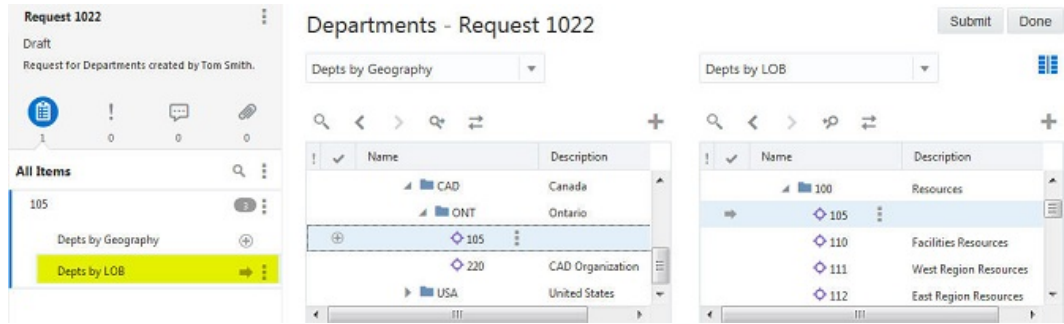 Request 1022
Draft
Request for Departments created by Tom Smith.
1 0 0 0
All Items
105 3
Depts by Geography
Depts by LOB
Departments - Request 1022
Submit Done
Depts by Geography
Name Description
CAD Canada
ONT Ontario
105
220 CAD Organization
USA United States
Depts by LOB
Name Description
100 Resources
105
110 Facilities Resources
111 West Region Resources
112 East Region Resources